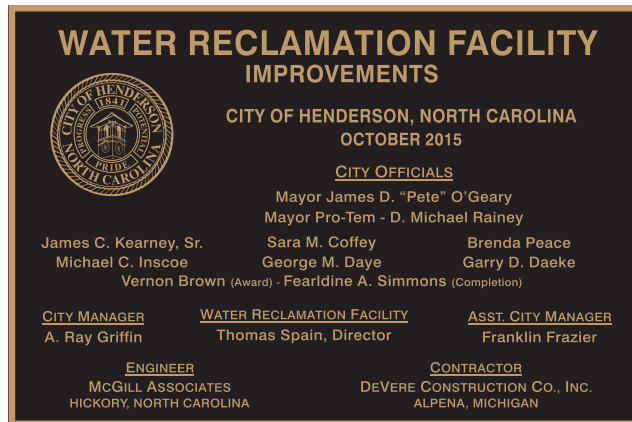 WATER RECLAMATION FACILITY
IMPROVEMENTS
CITY OF HENDERSON
NORTH CAROLINA
1841
PROGRESS
POTENTIAL
PRIDE
CITY OF HENDERSON, NORTH CAROLINA
OCTOBER 2015
CITY OFFICIALS
Mayor James D. “Pete” O’Geary
Mayor Pro-Tem - D. Michael Rainey
James C. Kearney, Sr. Sara M. Coffey Brenda Peace
Michael C. Inscoe George M. Daye Garry D. Daeke
Vernon Brown (Award) - Fearldine A. Simmons (Completion)
CITY MANAGER WATER RECLAMATION FACILITY ASST. CITY MANAGER
A. Ray Griffin Thomas Spain, Director Franklin Frazier
ENGINEER CONTRACTOR
MCGILL ASSOCIATES DEVERE CONSTRUCTION CO., INC.
HICKORY, NORTH CAROLINA ALPENA, MICHIGAN